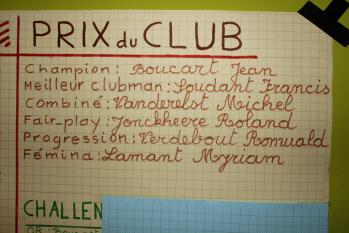 PRIX du CLUB
Champion: Boucart Jean
Meilleur clubman: Soudant Francis
Combiné: Vanderelst Michel
Fair-play: Jonckheere Roland
Progression: Verdebout Romuald
Fémina: Lamant Myriam
CHALLEN